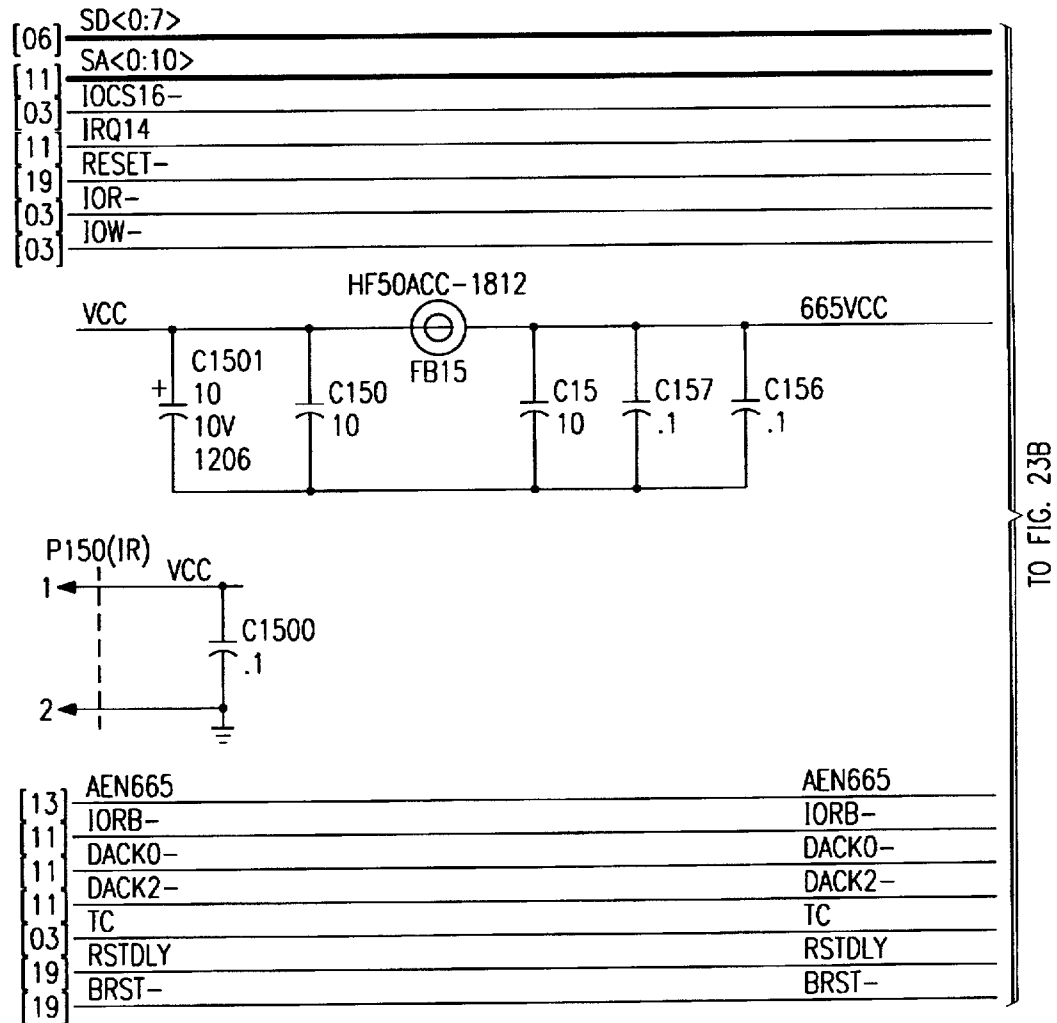 [06] SD<0:7>
[11] SA<0:10>
[03] IOCS16-
[11] IRQ14
[19] RESET-
[03] IOR-
[03] IOW-
HF50ACC-1812
VCC 665VCC
FB15
C1501
+ 10
10V
1206
C150
10
C15
10
C157
.1
C156
.1
TO FIG. 23B
P150(IR)
1 VCC
C1500
.1
2
[13] AEN665 AEN665
[11] IORB- IORB-
[11] DACK0- DACK0-
[11] DACK2- DACK2-
[03] TC TC
[19] RSTDLY RSTDLY
[19] BRST- BRST-